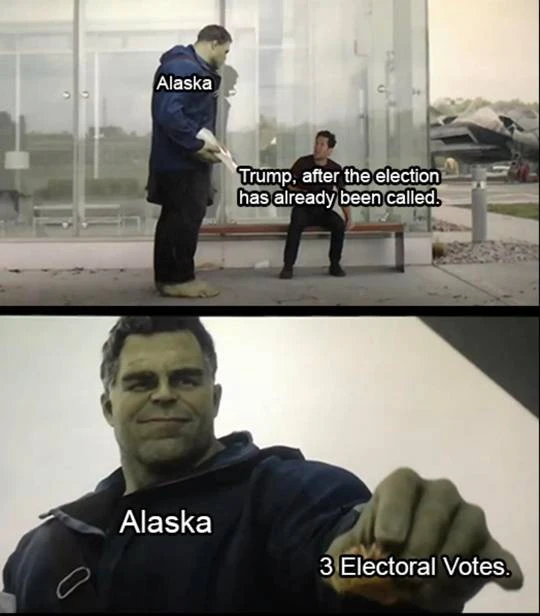 Alaska
Trump, after the election
has already been called.
Alaska
3 Electoral Votes.